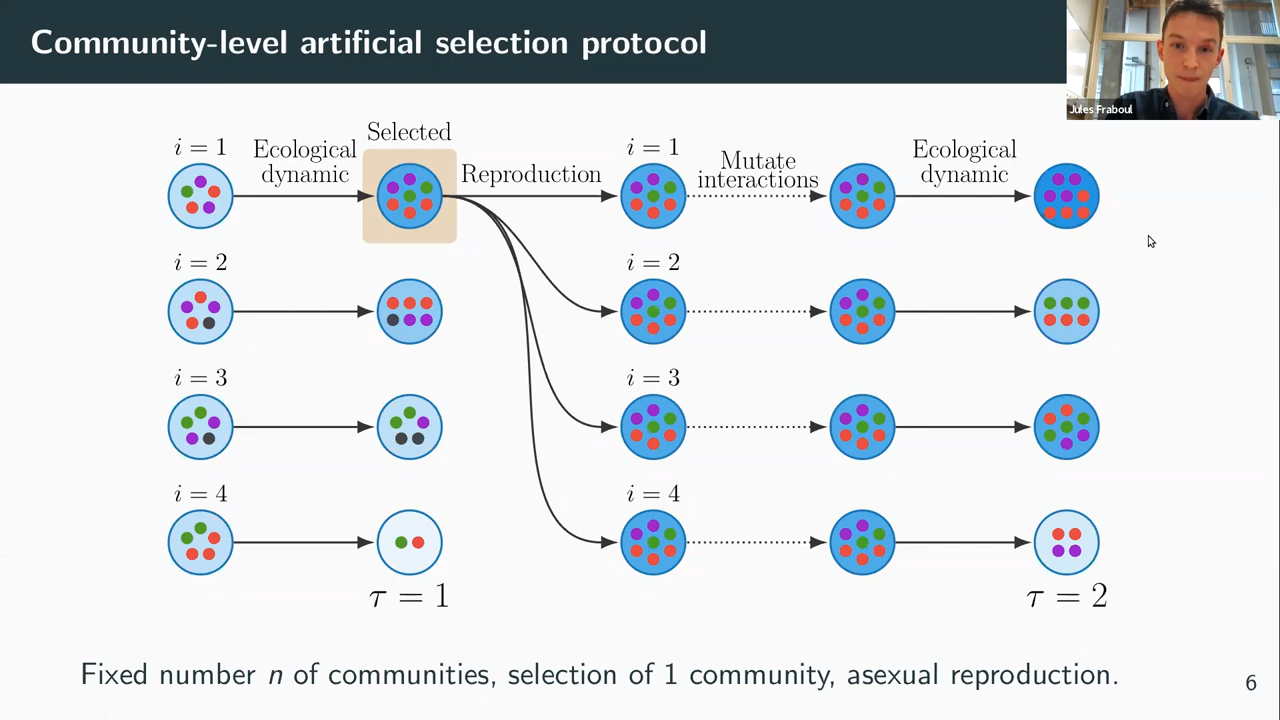 Community-level artificial selection protocol
Jules Fraboul
Selected
i = 1
Ecological
dynamic
Reproduction
i = 1
Mutate
interactions
Ecological
dynamic
i = 2
i = 2
i = 3
i = 3
i = 4
i = 4
τ = 1
τ = 2
Fixed number n of communities, selection of 1 community, asexual reproduction.
6